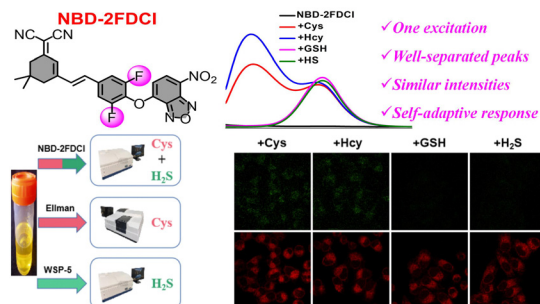 NBD-2FDCI
CN
CN
F
F
O
NO₂
N
O
N
NBD-2FDCI
+Cys
+Hcy
+GSH
+HS
✓One excitation
✓Well-separated peaks
✓Similar intensities
✓Self-adaptive response
NBD-2FDCI
Cys
+
H₂S
Ellman
Cys
WSP-5
H₂S
+Cys
+Hcy
+GSH
+H₂S